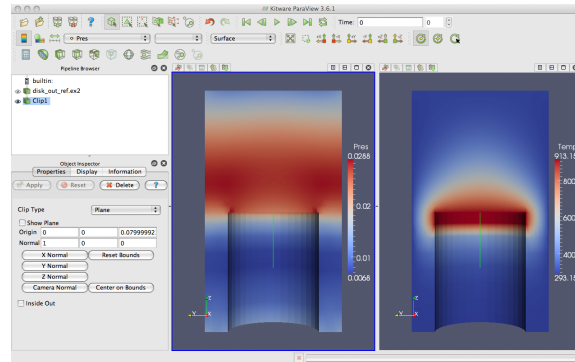 Kitware ParaView 3.6.1
Time: 0
0
Pres
Surface
Pipeline Browser
builtin:
disk_out_ref.ex2
Clip1
Object Inspector
Properties Display Information
Apply Reset Delete ?
Clip Type Plane
Show Plane
Origin 0 0 0.07999992
Normal 1 0 0
X Normal Reset Bounds
Y Normal
Z Normal
Camera Normal Center on Bounds
Inside Out
Pres
0.0288
0.02
0.01
0.0068
Z
Y X
Temp
913.15
800
600
400
293.15
Z
Y X